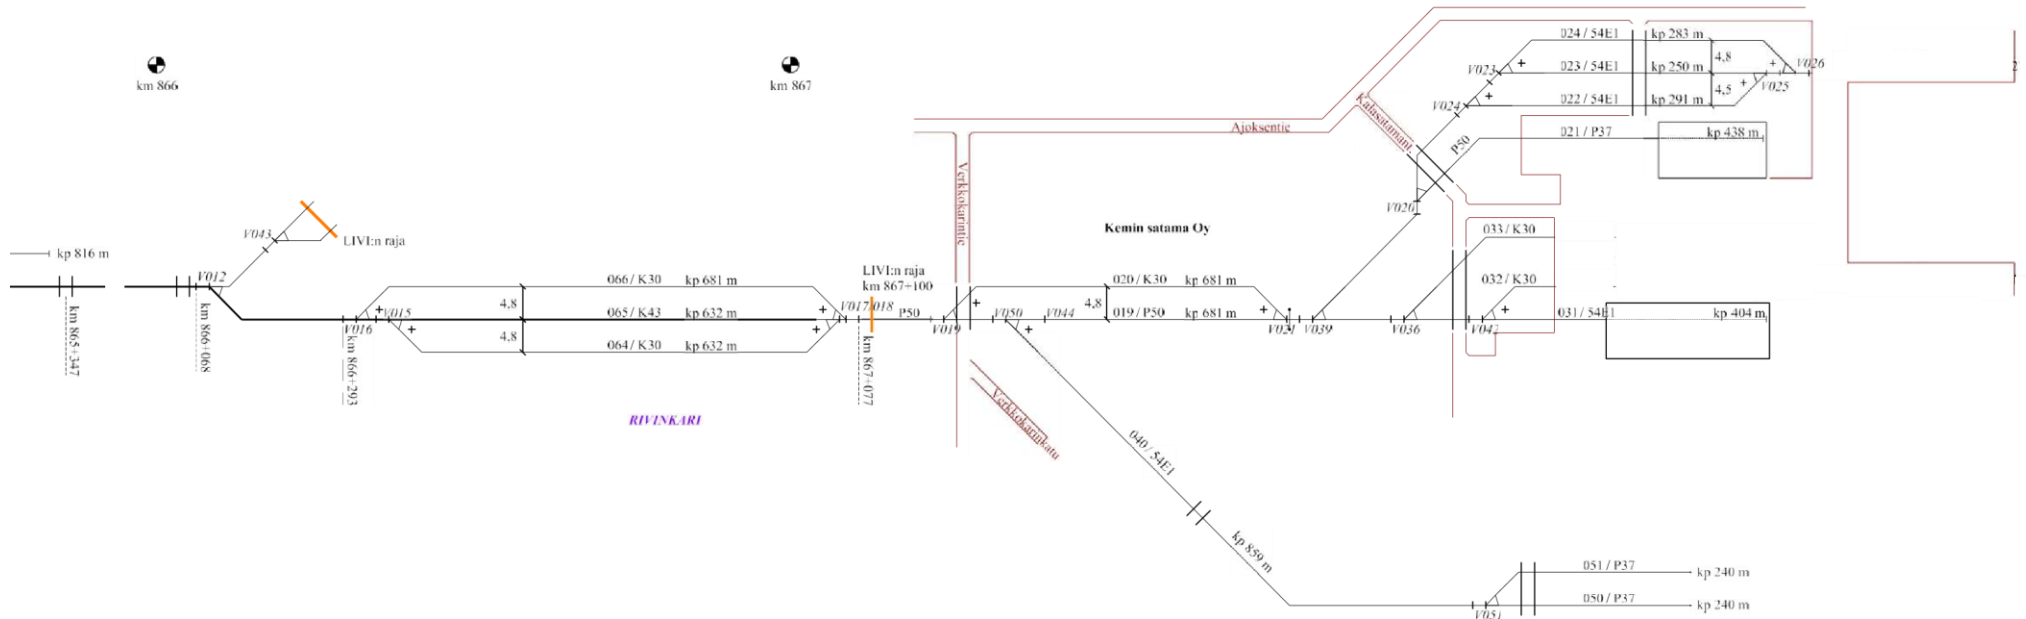 km 866
km 867
kp 816 m
km 865+347
V012
km 866+068
V043
LIVI:n raja
V016
km 866+293
V015
066 / K30 kp 681 m
4,8
065 / K43 kp 632 m
4,8
064 / K30 kp 632 m
RIVINKARI
V017/018
LIVI:n raja
km 867+100
km 867+077
P50
V019
Verkkokarintie
Verkkokarinkatu
Ajoksentie
Kalasatamant.
Kemin satama Oy
020 / K30 kp 681 m
4,8
019 / P50 kp 681 m
V050
V044
V021
V039
V036
V042
033 / K30
032 / K30
031 / 54E1
kp 404 m
V020
P50
021 / P37
kp 438 m
V024
V023
024 / 54E1 kp 283 m
4,8
023 / 54E1 kp 250 m
4,5
022 / 54E1 kp 291 m
V025
V026
2
040 / 54E1
kp 859 m
V051
051 / P37
kp 240 m
050 / P37
kp 240 m